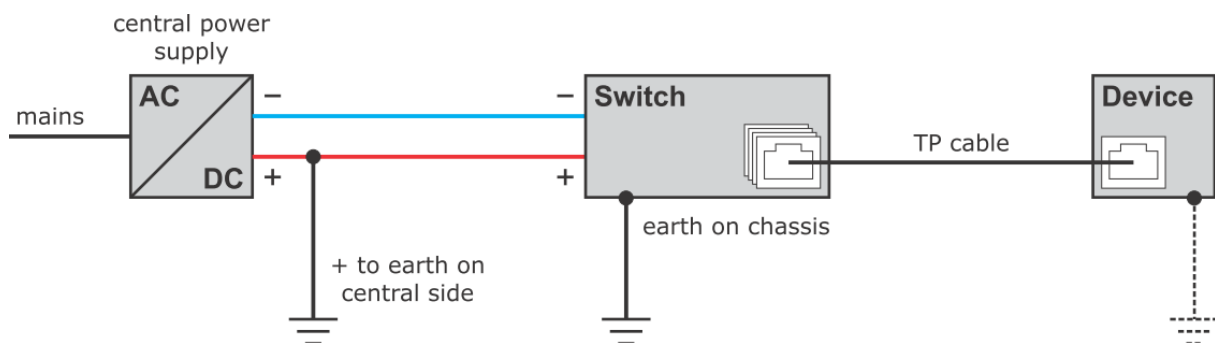 central power
supply
AC
DC
mains
−
+
−
+
Switch
Device
TP cable
earth on chassis
+ to earth on
central side